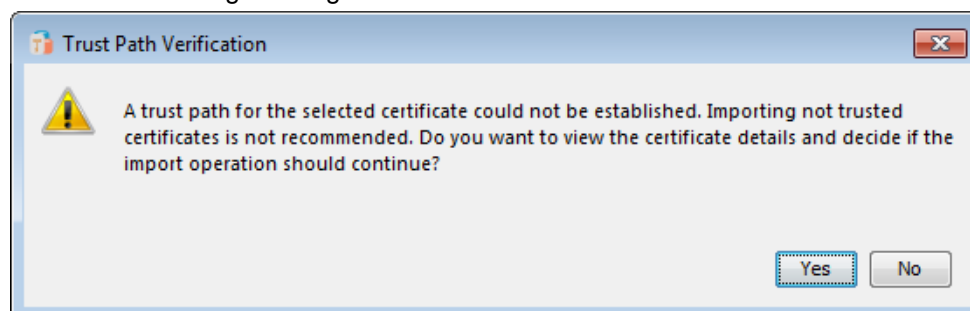 Trust Path Verification
A trust path for the selected certificate could not be established. Importing not trusted
certificates is not recommended. Do you want to view the certificate details and decide if the
import operation should continue?
Yes No